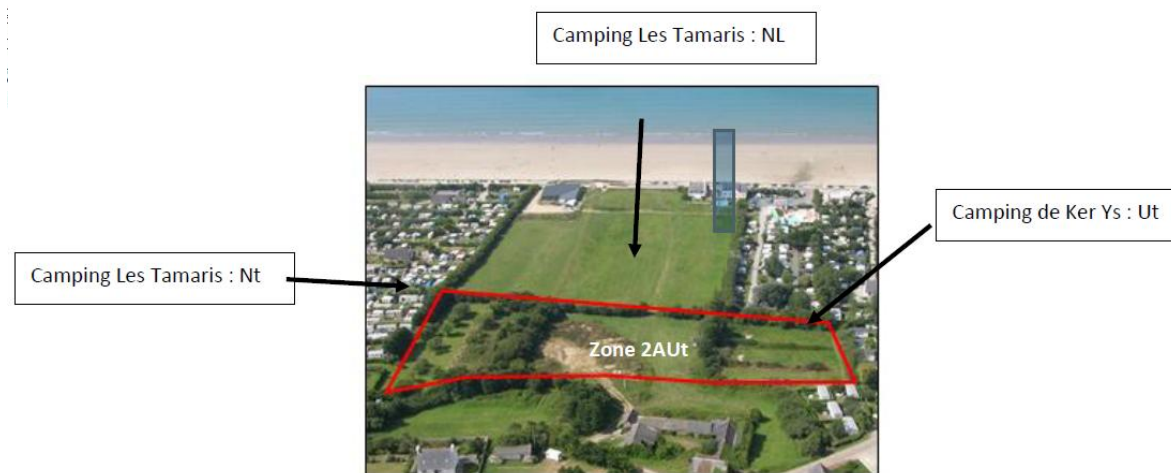 Camping Les Tamaris : NL
Camping de Ker Ys : Ut
Camping Les Tamaris : Nt
Zone 2AUt